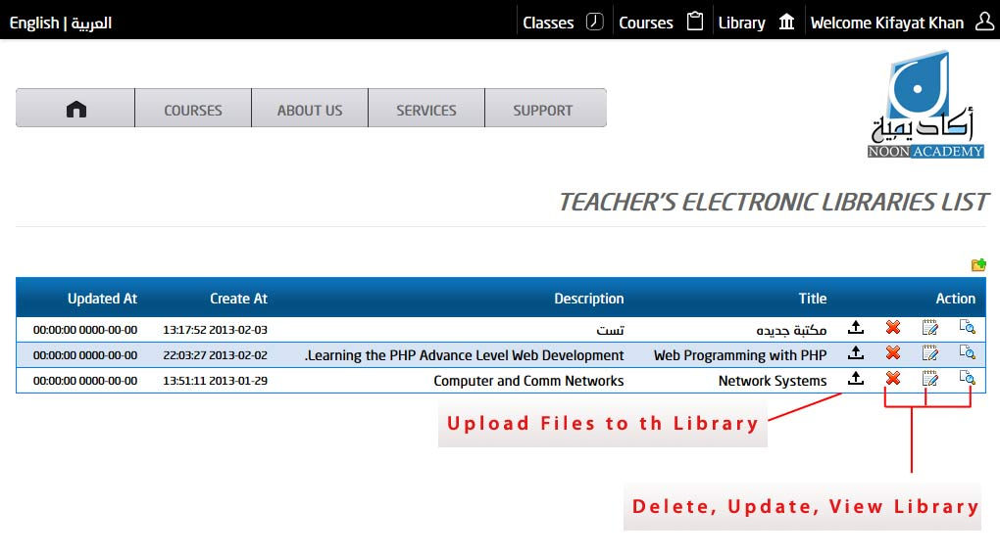 English | العربية Classes Courses Library Welcome Kifayat Khan
أكاديمية
NOON ACADEMY
COURSES ABOUT US SERVICES SUPPORT
TEACHER'S ELECTRONIC LIBRARIES LIST
Updated At Create At Description Title Action
00:00:00 0000-00-00 13:17:52 2013-02-03 تست مكتبة جديده
00:00:00 0000-00-00 22:03:27 2013-02-02 .Learning the PHP Advance Level Web Development Web Programming with PHP
00:00:00 0000-00-00 13:51:11 2013-01-29 Computer and Comm Networks Network Systems
Upload Files to th Library
Delete, Update, View Library